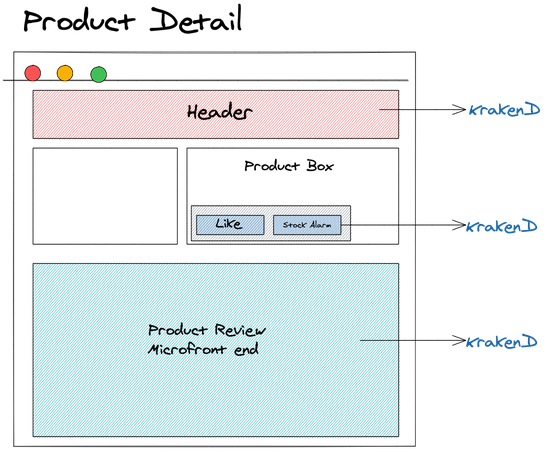 Product Detail
Header
krakenD
Product Box
Like
Stock Alarm
krakenD
Product Review
Microfront end
krakenD